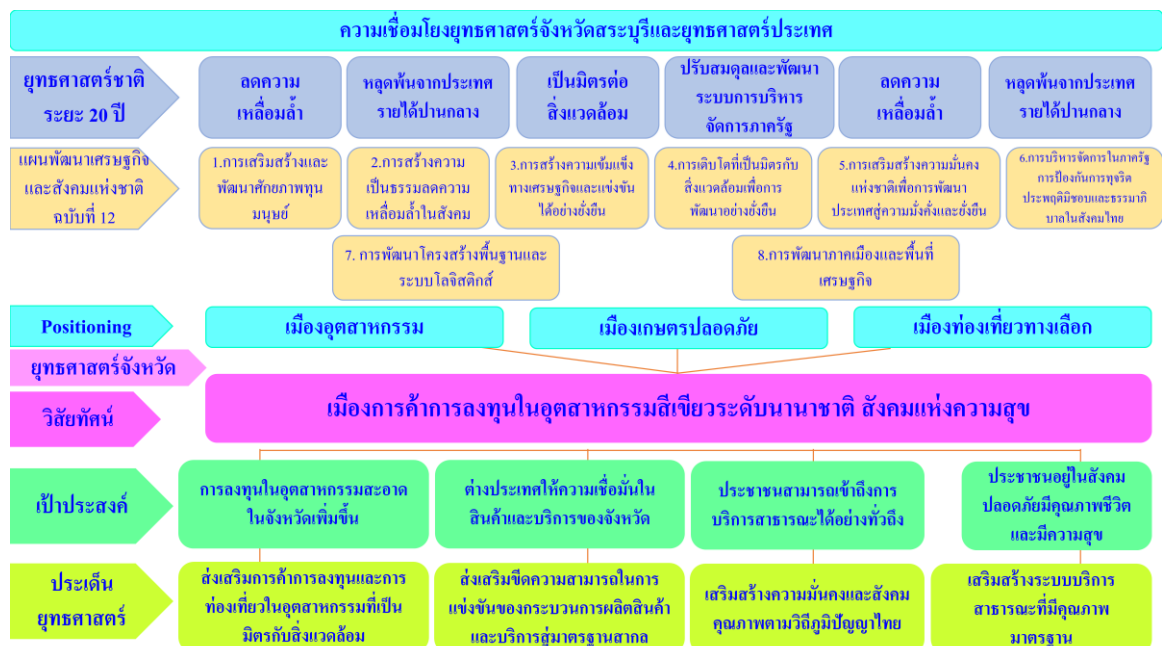 ความเชื่อมโยงยุทธศาสตร์จังหวัดสระบุรีและยุทธศาสตร์ประเทศ
ยุทธศาสตร์ชาติ
ระยะ 20 ปี
ลดความ
เหลื่อมล้ำ
หลุดพ้นจากประเทศ
รายได้ปานกลาง
เป็นมิตรต่อ
สิ่งแวดล้อม
ปรับสมดุลและพัฒนา
ระบบการบริหาร
จัดการภาครัฐ
ลดความ
เหลื่อมล้ำ
หลุดพ้นจากประเทศ
รายได้ปานกลาง
แผนพัฒนาเศรษฐกิจ
และสังคมแห่งชาติ
ฉบับที่ 12
1.การเสริมสร้างและ
พัฒนาศักยภาพทุน
มนุษย์
2.การสร้างความ
เป็นธรรมลดความ
เหลื่อมล้ำในสังคม
3.การสร้างความเข้มแข็ง
ทางเศรษฐกิจและแข่งขัน
ได้อย่างยั่งยืน
4.การเติบโตที่เป็นมิตรกับ
สิ่งแวดล้อมเพื่อการ
พัฒนาอย่างยั่งยืน
5.การเสริมสร้างความมั่นคง
แห่งชาติเพื่อการพัฒนา
ประเทศสู่ความมั่งคั่งและยั่งยืน
6.การบริหารจัดการในภาครัฐ
การป้องกันการทุจริต
ประพฤติมิชอบและธรรมาภิ
บาลในสังคมไทย
7. การพัฒนาโครงสร้างพื้นฐานและ
ระบบโลจิสติกส์
8.การพัฒนาภาคเมืองและพื้นที่
เศรษฐกิจ
Positioning
เมืองอุตสาหกรรม
เมืองเกษตรปลอดภัย
เมืองท่องเที่ยวทางเลือก
ยุทธศาสตร์จังหวัด
วิสัยทัศน์
เมืองการค้าการลงทุนในอุตสาหกรรมสีเขียวระดับนานาชาติ สังคมแห่งความสุข
เป้าประสงค์
การลงทุนในอุตสาหกรรมสะอาด
ในจังหวัดเพิ่มขึ้น
ต่างประเทศให้ความเชื่อมั่นใน
สินค้าและบริการของจังหวัด
ประชาชนสามารถเข้าถึงการ
บริการสาธารณะได้อย่างทั่วถึง
ประชาชนอยู่ในสังคม
ปลอดภัยมีคุณภาพชีวิต
และมีความสุข
ประเด็น
ยุทธศาสตร์
ส่งเสริมการค้าการลงทุนและการ
ท่องเที่ยวในอุตสาหกรรมที่เป็น
มิตรกับสิ่งแวดล้อม
ส่งเสริมขีดความสามารถในการ
แข่งขันของกระบวนการผลิตสินค้า
และบริการสู่มาตรฐานสากล
เสริมสร้างความมั่นคงและสังคม
คุณภาพตามวิถีภูมิปัญญาไทย
เสริมสร้างระบบบริการ
สาธารณะที่มีคุณภาพ
มาตรฐาน